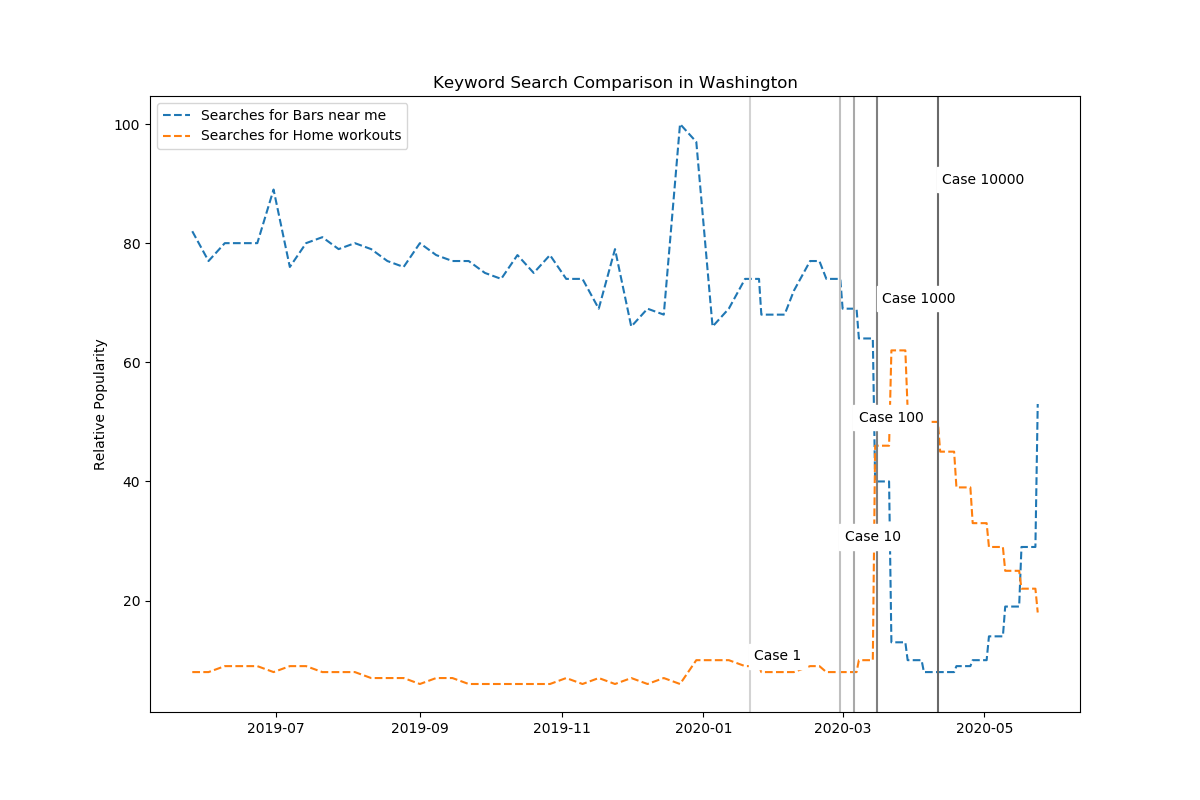 Keyword Search Comparison in Washington
Searches for Bars near me
Searches for Home workouts
Relative Popularity
100
80
60
40
20
Case 10000
Case 1000
Case 100
Case 10
Case 1
2019-07
2019-09
2019-11
2020-01
2020-03
2020-05